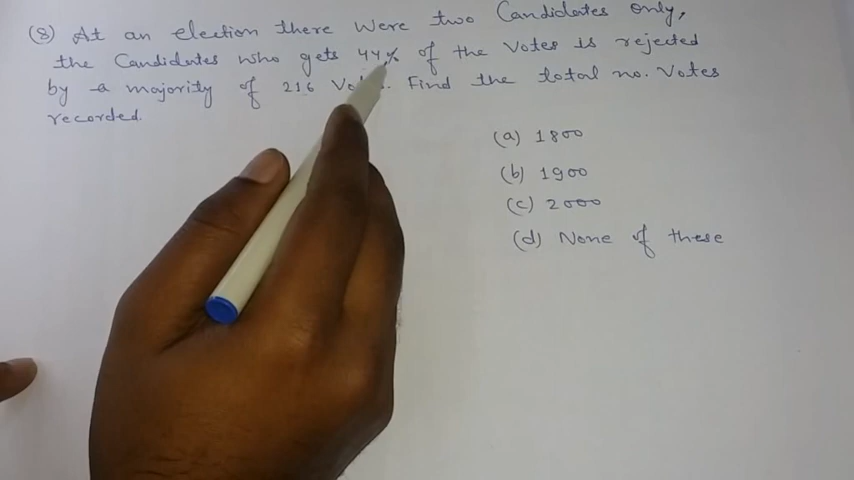 (8) At an election there were two Candidates only,
the Candidates who gets 44% of the Votes is rejected
by a majority of 216 Find the total no. Votes
recorded.
(a) 1800
(b) 1900
(c) 2000
(d) None of these